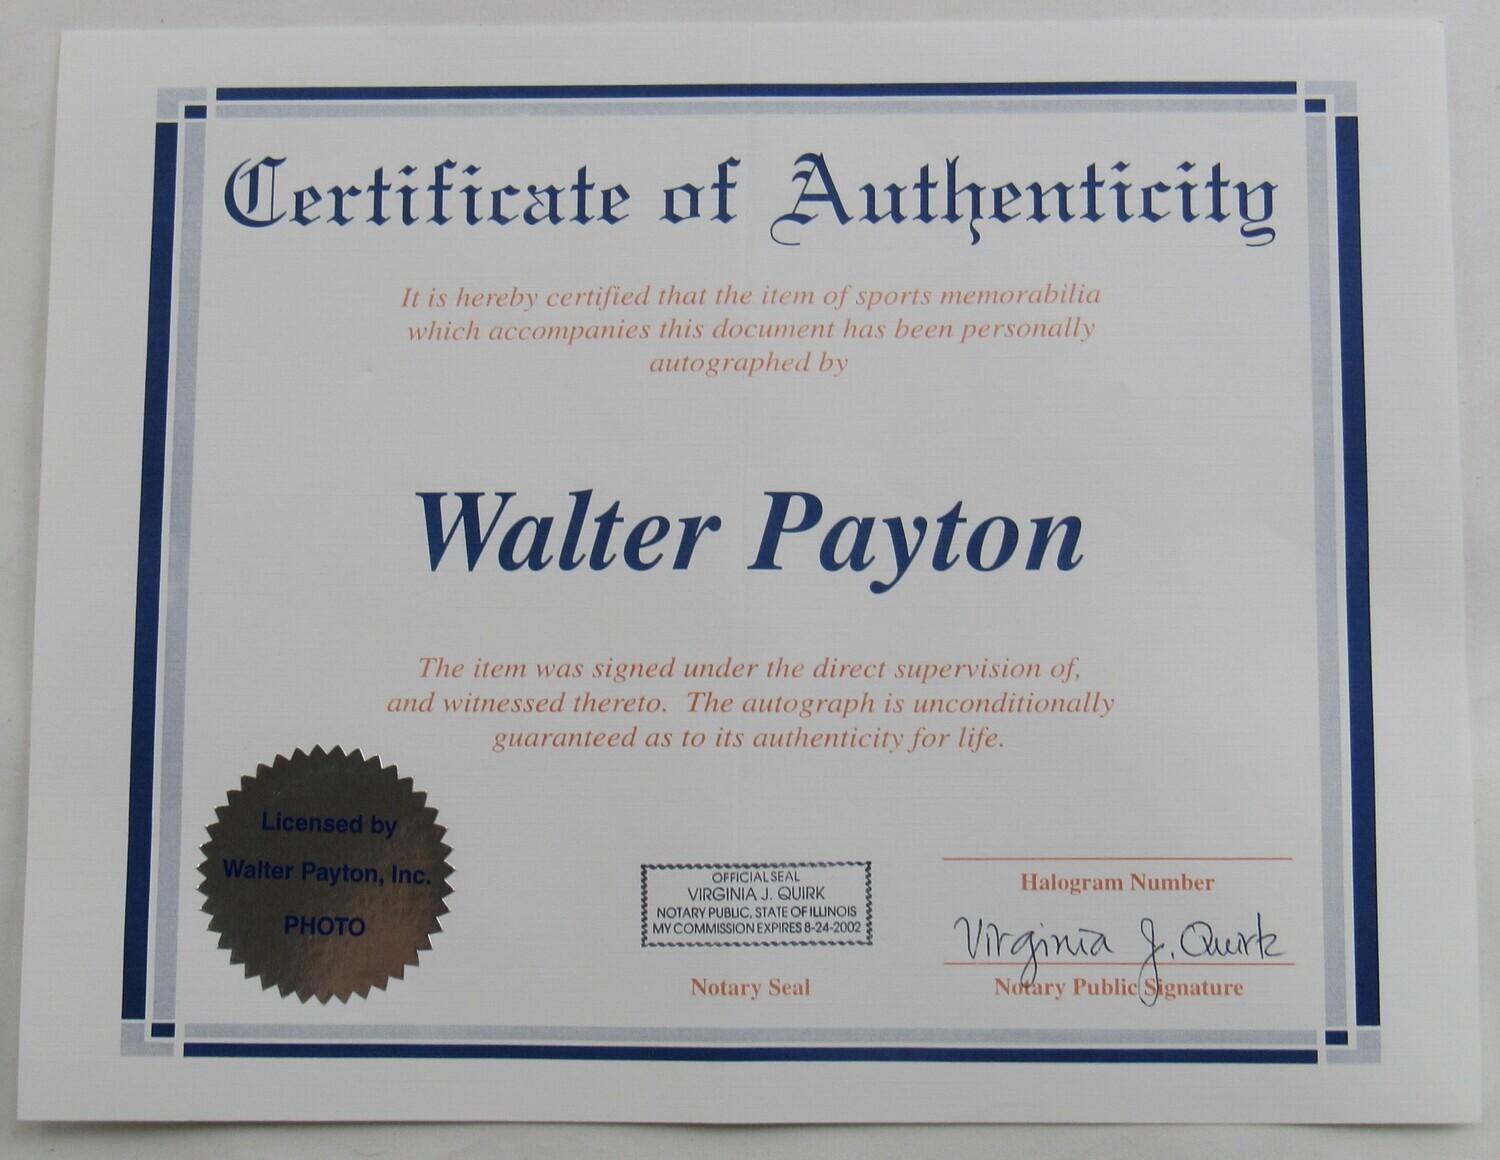 Certificate of Authenticity
It is hereby certified that the item of sports memorabilia
which accompanies this document has been personally
autographed by
Walter Payton
The item was signed under the direct supervision of,
and witnessed thereto. The autograph is unconditionally
guaranteed as to its authenticity for life.
Licensed by
Walter Payton, Inc.
PHOTO
OFFICIAL SEAL
VIRGINIA J. QUIRK
NOTARY PUBLIC, STATE OF ILLINOIS
MY COMMISSION EXPIRES 8-24-2002
Notary Seal
Halogram Number
Virginia J. Quirk
Notary Public Signature